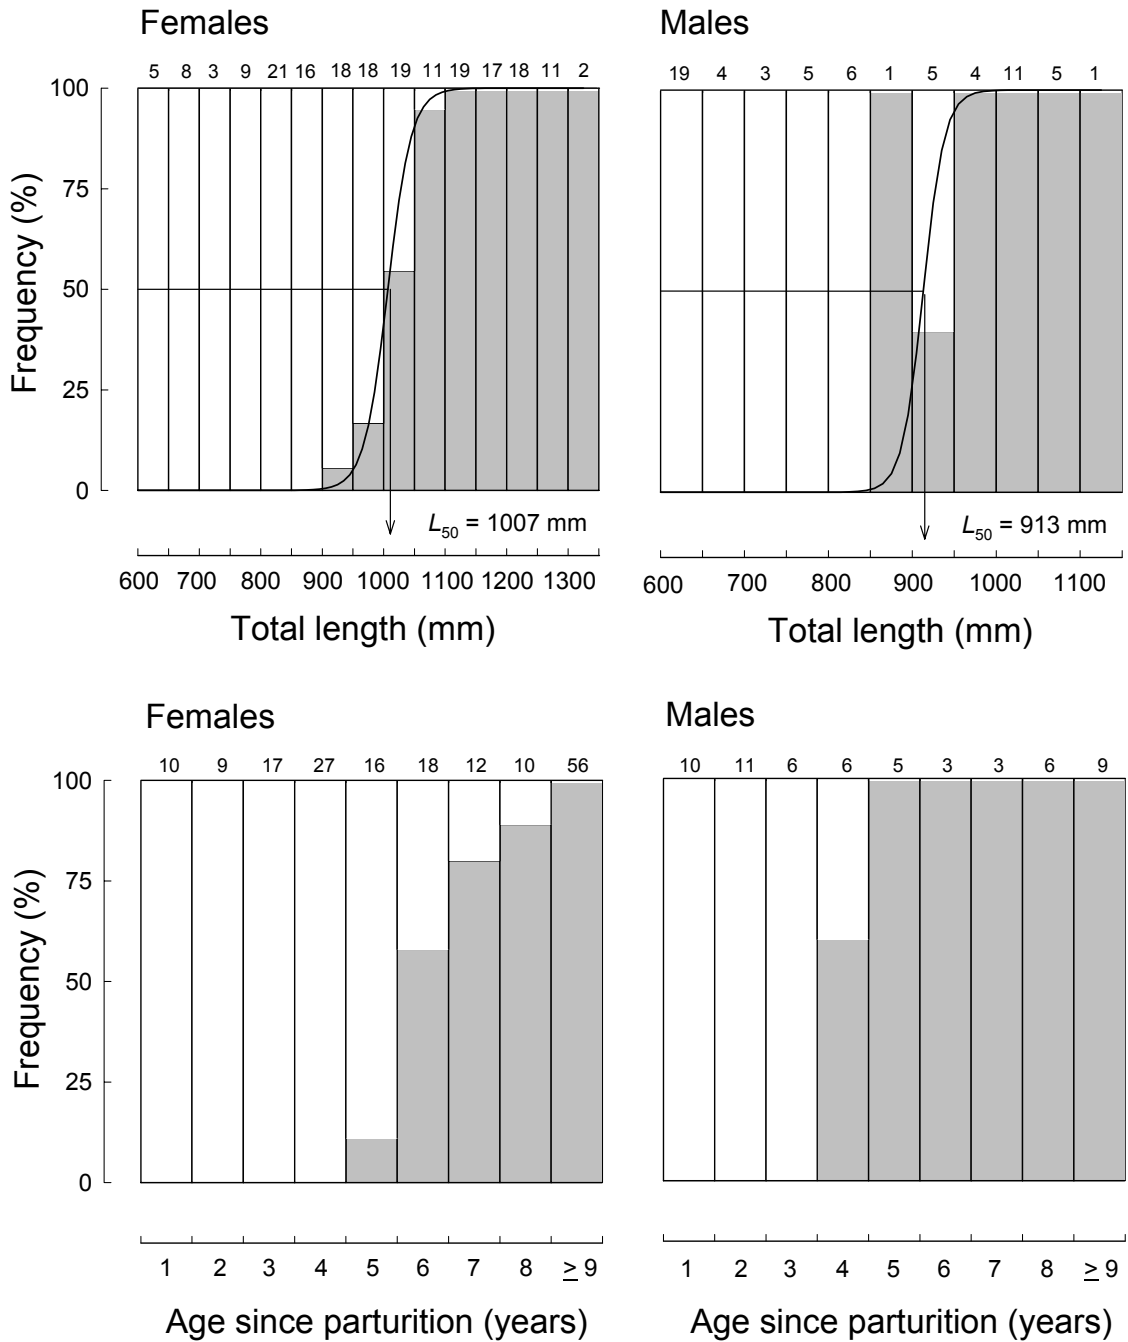 Females
5 8 3 9 21 16 18 18 19 11 19 17 18 11 2
100
75
50
25
0
Frequency (%)
L50 = 1007 mm
600 700 800 900 1000 1100 1200 1300
Total length (mm)
Males
19 4 3 5 6 1 5 4 11 5 1
L50 = 913 mm
600 700 800 900 1000 1100
Total length (mm)
Females
10 9 17 27 16 18 12 10 56
100
75
50
25
0
Frequency (%)
1 2 3 4 5 6 7 8 ≥ 9
Age since parturition (years)
Males
10 11 6 6 5 3 3 6 9
1 2 3 4 5 6 7 8 ≥ 9
Age since parturition (years)